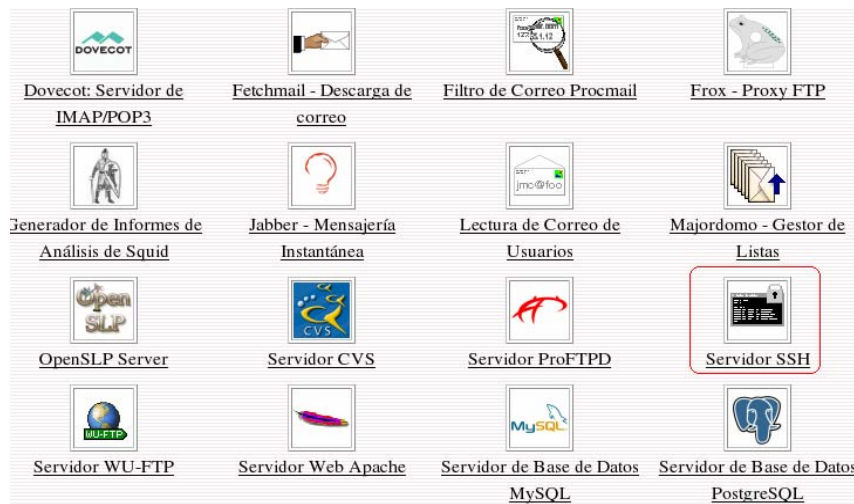 DOVECOT
Dovecot: Servidor de
IMAP/POP3
Fetchmail - Descarga de
correo
Filtro de Correo Procmail
Frox - Proxy FTP
Generador de Informes de
Análisis de Squid
jmc@foo
Jabber - Mensajería
Instantánea
Lectura de Correo de
Usuarios
Majordomo - Gestor de
Listas
Open
SLP
OpenSLP Server
CVS
Servidor CVS
Servidor ProFTPD
Servidor SSH
WU-FTP
Servidor WU-FTP
Servidor Web Apache
MySQL
Servidor de Base de Datos
MySQL
Servidor de Base de Datos
PostgreSQL